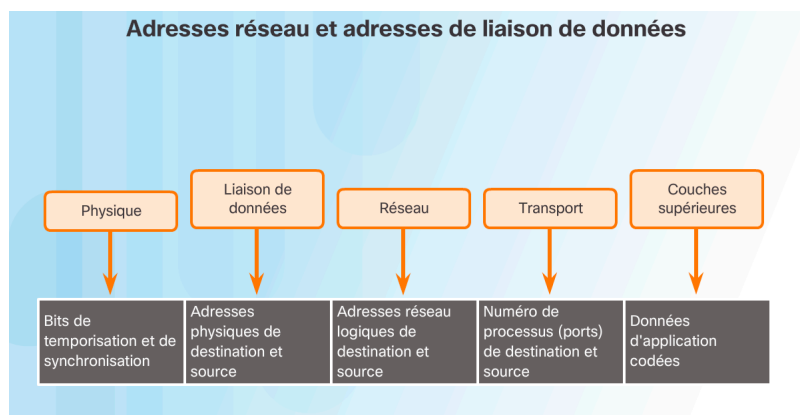 Adresses réseau et adresses de liaison de données
Physique
Liaison de
données
Réseau
Transport
Couches
supérieures
Bits de
temporisation et de
synchronisation
Adresses
physiques de
destination et
source
Adresses réseau
logiques de
destination et
source
Numéro de
processus (ports)
de destination et
source
Données
d'application
codées